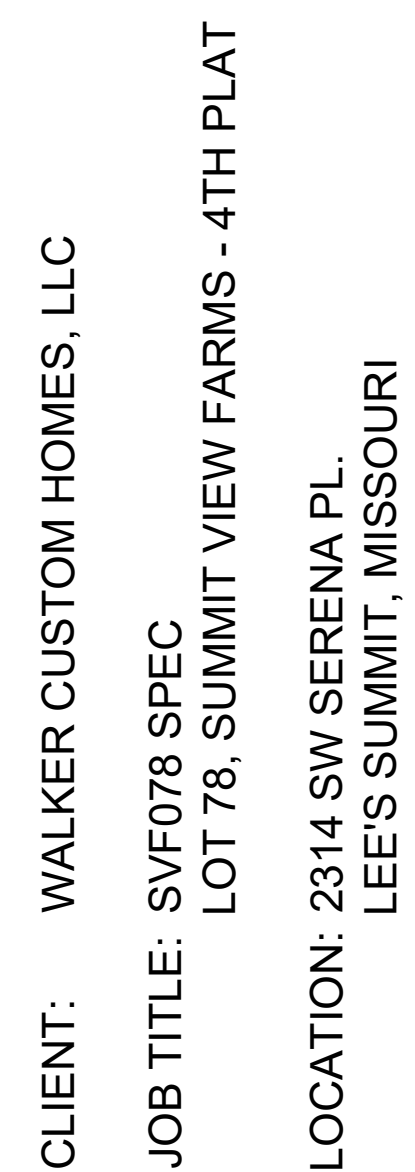 CLIENT: WALKER CUSTOM HOMES, LLC
JOB TITLE: SVF078 SPEC
LOT 78, SUMMIT VIEW FARMS - 4TH PLAT
LOCATION: 2314 SW SERENA PL.
LEE'S SUMMIT, MISSOURI